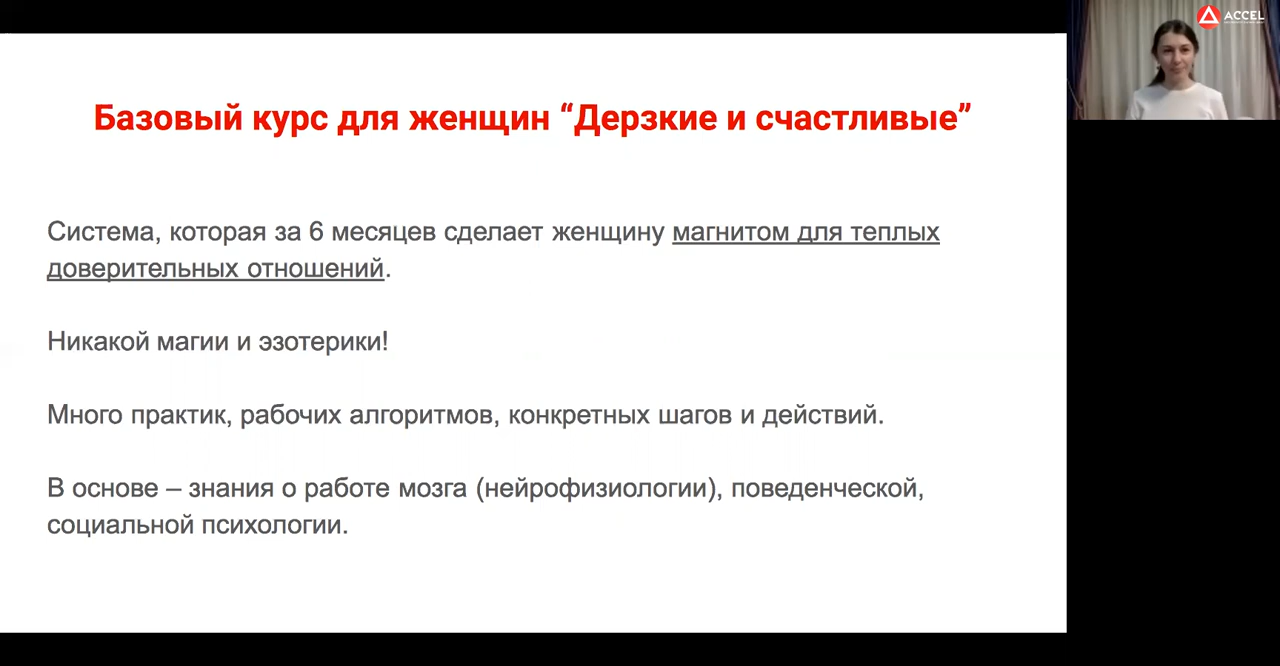 ACCEL
Базовый курс для женщин “Дерзкие и счастливые”
Система, которая за 6 месяцев сделает женщину магнитом для теплых
доверительных отношений.
Никакой магии и эзотерики!
Много практик, рабочих алгоритмов, конкретных шагов и действий.
В основе – знания о работе мозга (нейрофизиологии), поведенческой,
социальной психологии.